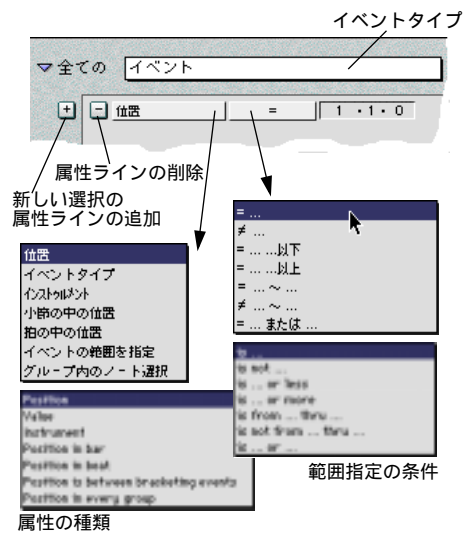 イベントタイプ
全ての イベント
+ − 位置 = 1 ・1・0
属性ラインの削除
新しい選択の
属性ラインの追加
位置
イベントタイプ
インストゥルメント
小節の中の位置
拍の中の位置
イベントの範囲を指定
グループ内のノート選択
= ...
≠ ...
= ... ...以下
= ... ...以上
= ... ～ ...
≠ ... ～ ...
= ... または ...
Position
Value
Instrument
Position in bar
Position in beat
Position is between bracketing events
Position in every group
is ...
is not ...
is ... or less
is ... or more
is from ... thru ...
is not from ... thru ...
is ... or ...
範囲指定の条件
属性の種類